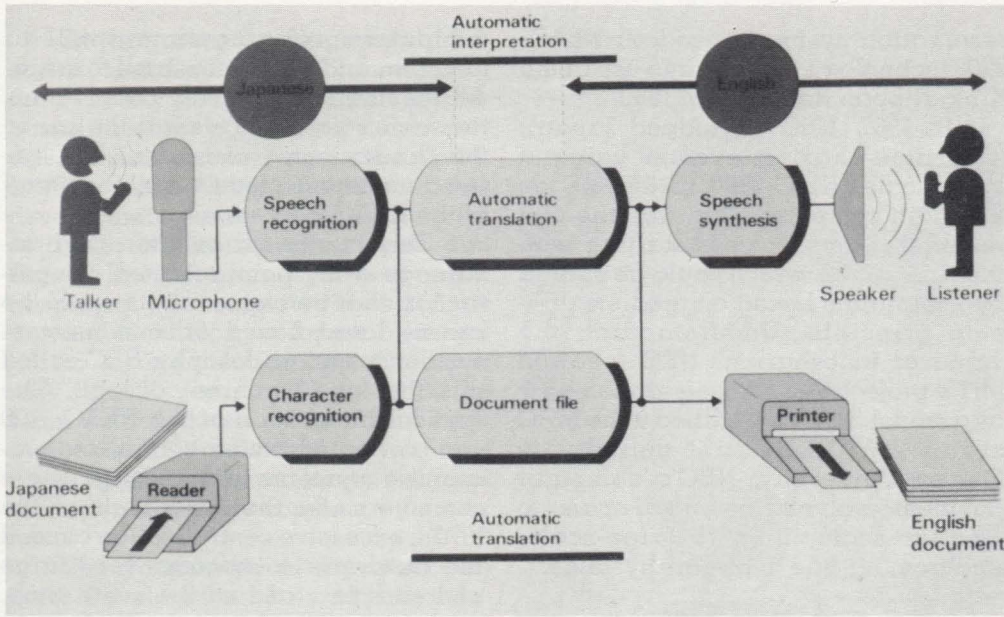 Automatic
interpretation
Japanese
English
Speech
recognition
Automatic
translation
Speech
synthesis
Talker
Microphone
Speaker
Listener
Character
recognition
Document file
Printer
Japanese
document
Reader
English
document
Automatic
translation